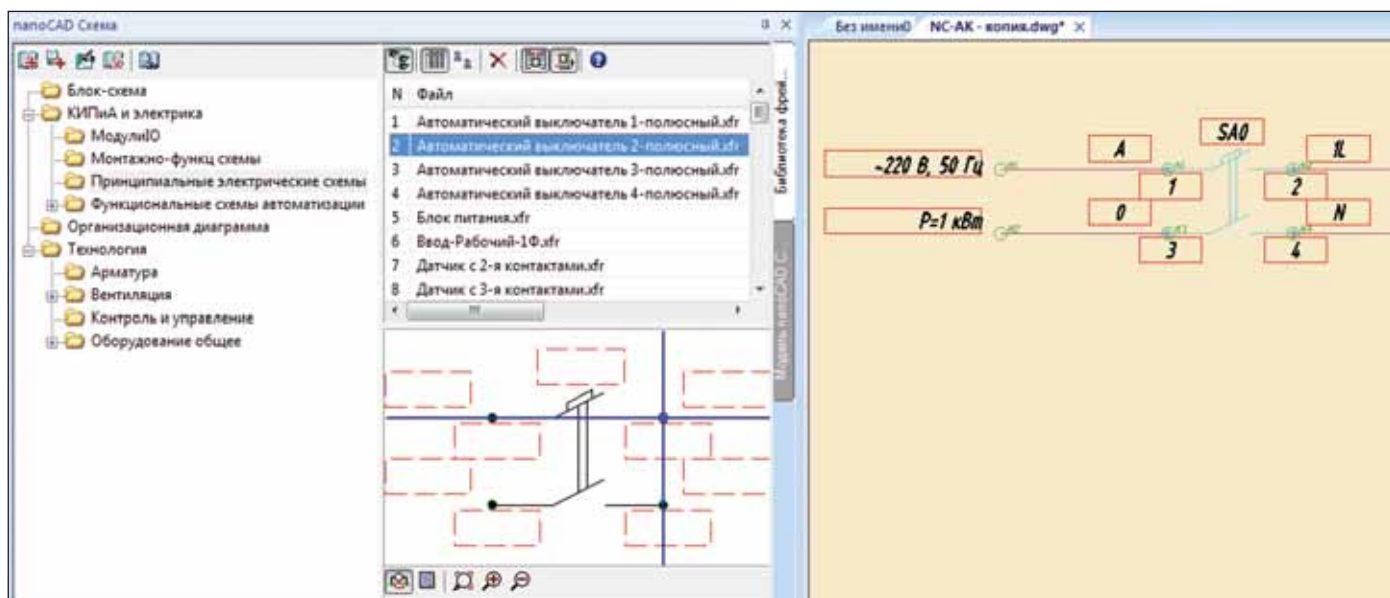 nanoCAD Схема
Блок-схема
КИПиА и электрика
МодулиIO
Монтажно-функц схемы
Принципиальные электрические схемы
Функциональные схемы автоматизации
Организационная диаграмма
Технология
Арматура
Вентиляция
Контроль и управление
Оборудование общее
N Файл
1 Автоматический выключатель 1-полюсный.xfr
2 Автоматический выключатель 2-полюсный.xfr
3 Автоматический выключатель 3-полюсный.xfr
4 Автоматический выключатель 4-полюсный.xfr
5 Блок питания.xfr
6 Ввод-Рабочий-1Ф.xfr
7 Датчик с 2-я контактами.xfr
8 Датчик с 3-я контактами.xfr
Библиотека фрей...
Модель nanoCAD С...
Без имени0 NC-AK - копия.dwg*
SA0
A 1L
~220 В, 50 Гц
1 2
0 N
P=1 кВт
3 4